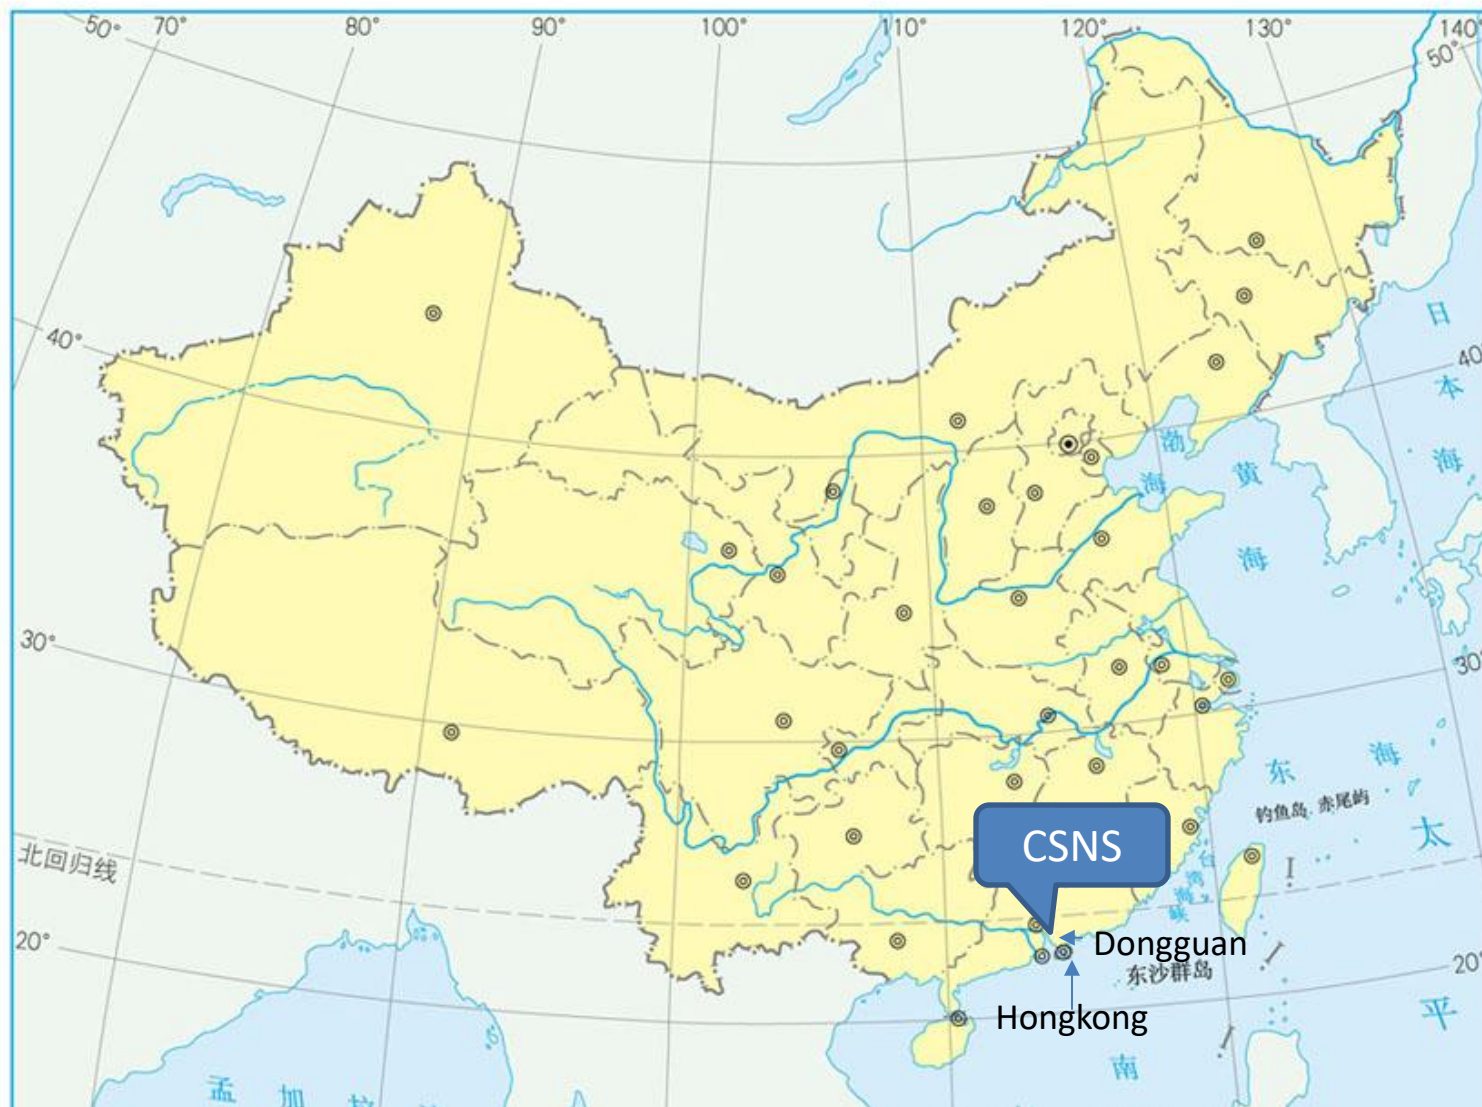 50°
70°
80°
90°
100°
110°
120°
130°
140°
50°
40°
40°
30°
30°
20°
20°
日
本
海
渤
海
黄
海
东
海
钓鱼岛
赤尾屿
太
平
北回归线
CSNS
台
湾
海
峡
Dongguan
东沙群岛
Hongkong
南
孟
加